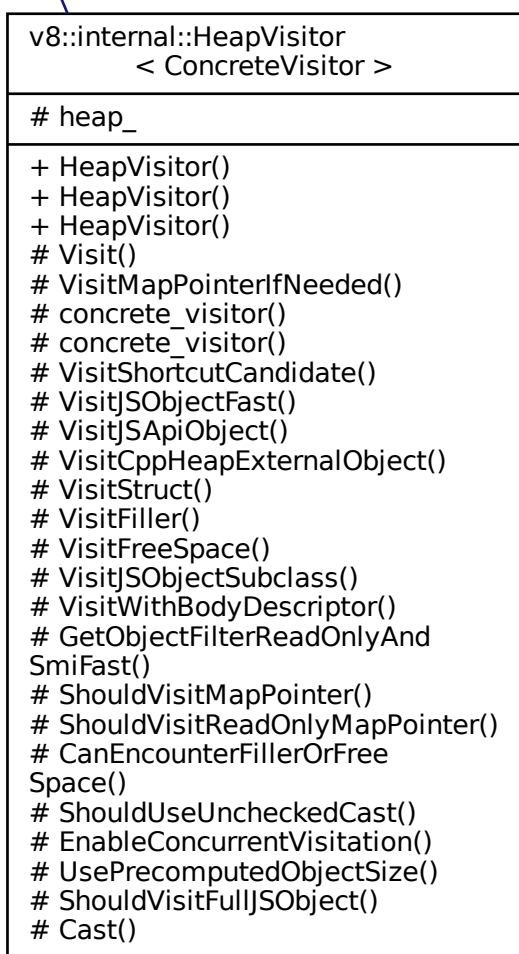 v8::internal::HeapVisitor
< ConcreteVisitor >
# heap_
+ HeapVisitor()
+ HeapVisitor()
+ HeapVisitor()
# Visit()
# VisitMapPointerIfNeeded()
# concrete_visitor()
# concrete_visitor()
# VisitShortcutCandidate()
# VisitJSObjectFast()
# VisitJSApiObject()
# VisitCppHeapExternalObject()
# VisitStruct()
# VisitFiller()
# VisitFreeSpace()
# VisitJSObjectSubclass()
# VisitWithBodyDescriptor()
# GetObjectFilterReadOnlyAnd
SmiFast()
# ShouldVisitMapPointer()
# ShouldVisitReadOnlyMapPointer()
# CanEncounterFillerOrFree
Space()
# ShouldUseUncheckedCast()
# EnableConcurrentVisitation()
# UsePrecomputedObjectSize()
# ShouldVisitFullJSObject()
# Cast()